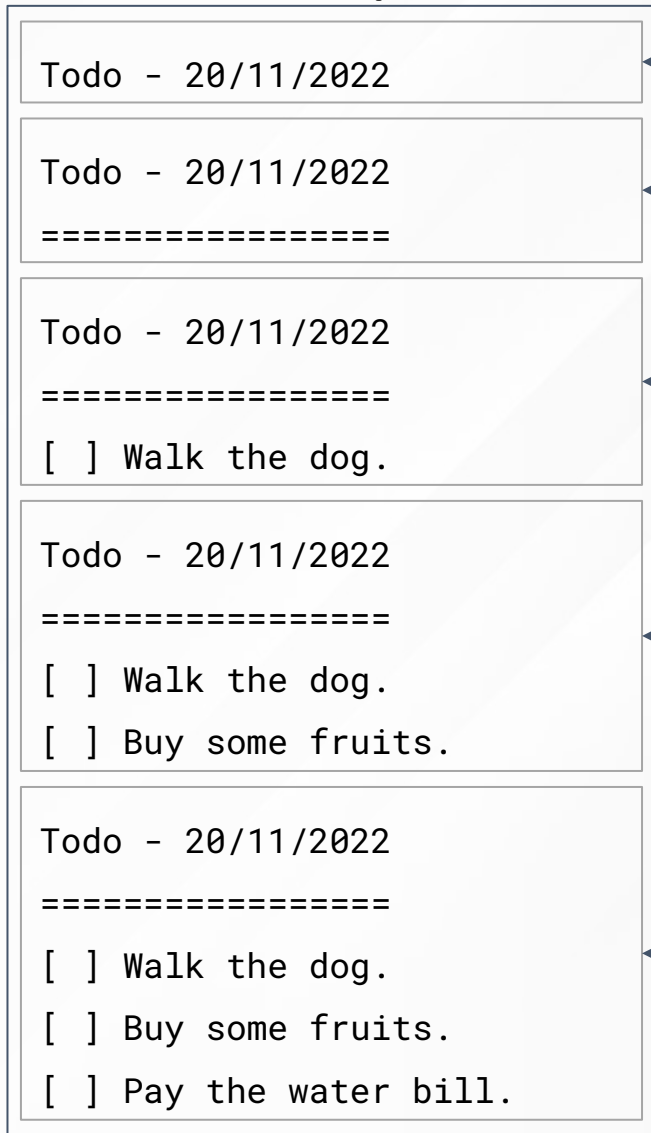 Todo - 20/11/2022
Todo - 20/11/2022
=================
Todo - 20/11/2022
=================
[ ] Walk the dog.
Todo - 20/11/2022
=================
[ ] Walk the dog.
[ ] Buy some fruits.
Todo - 20/11/2022
=================
[ ] Walk the dog.
[ ] Buy some fruits.
[ ] Pay the water bill.